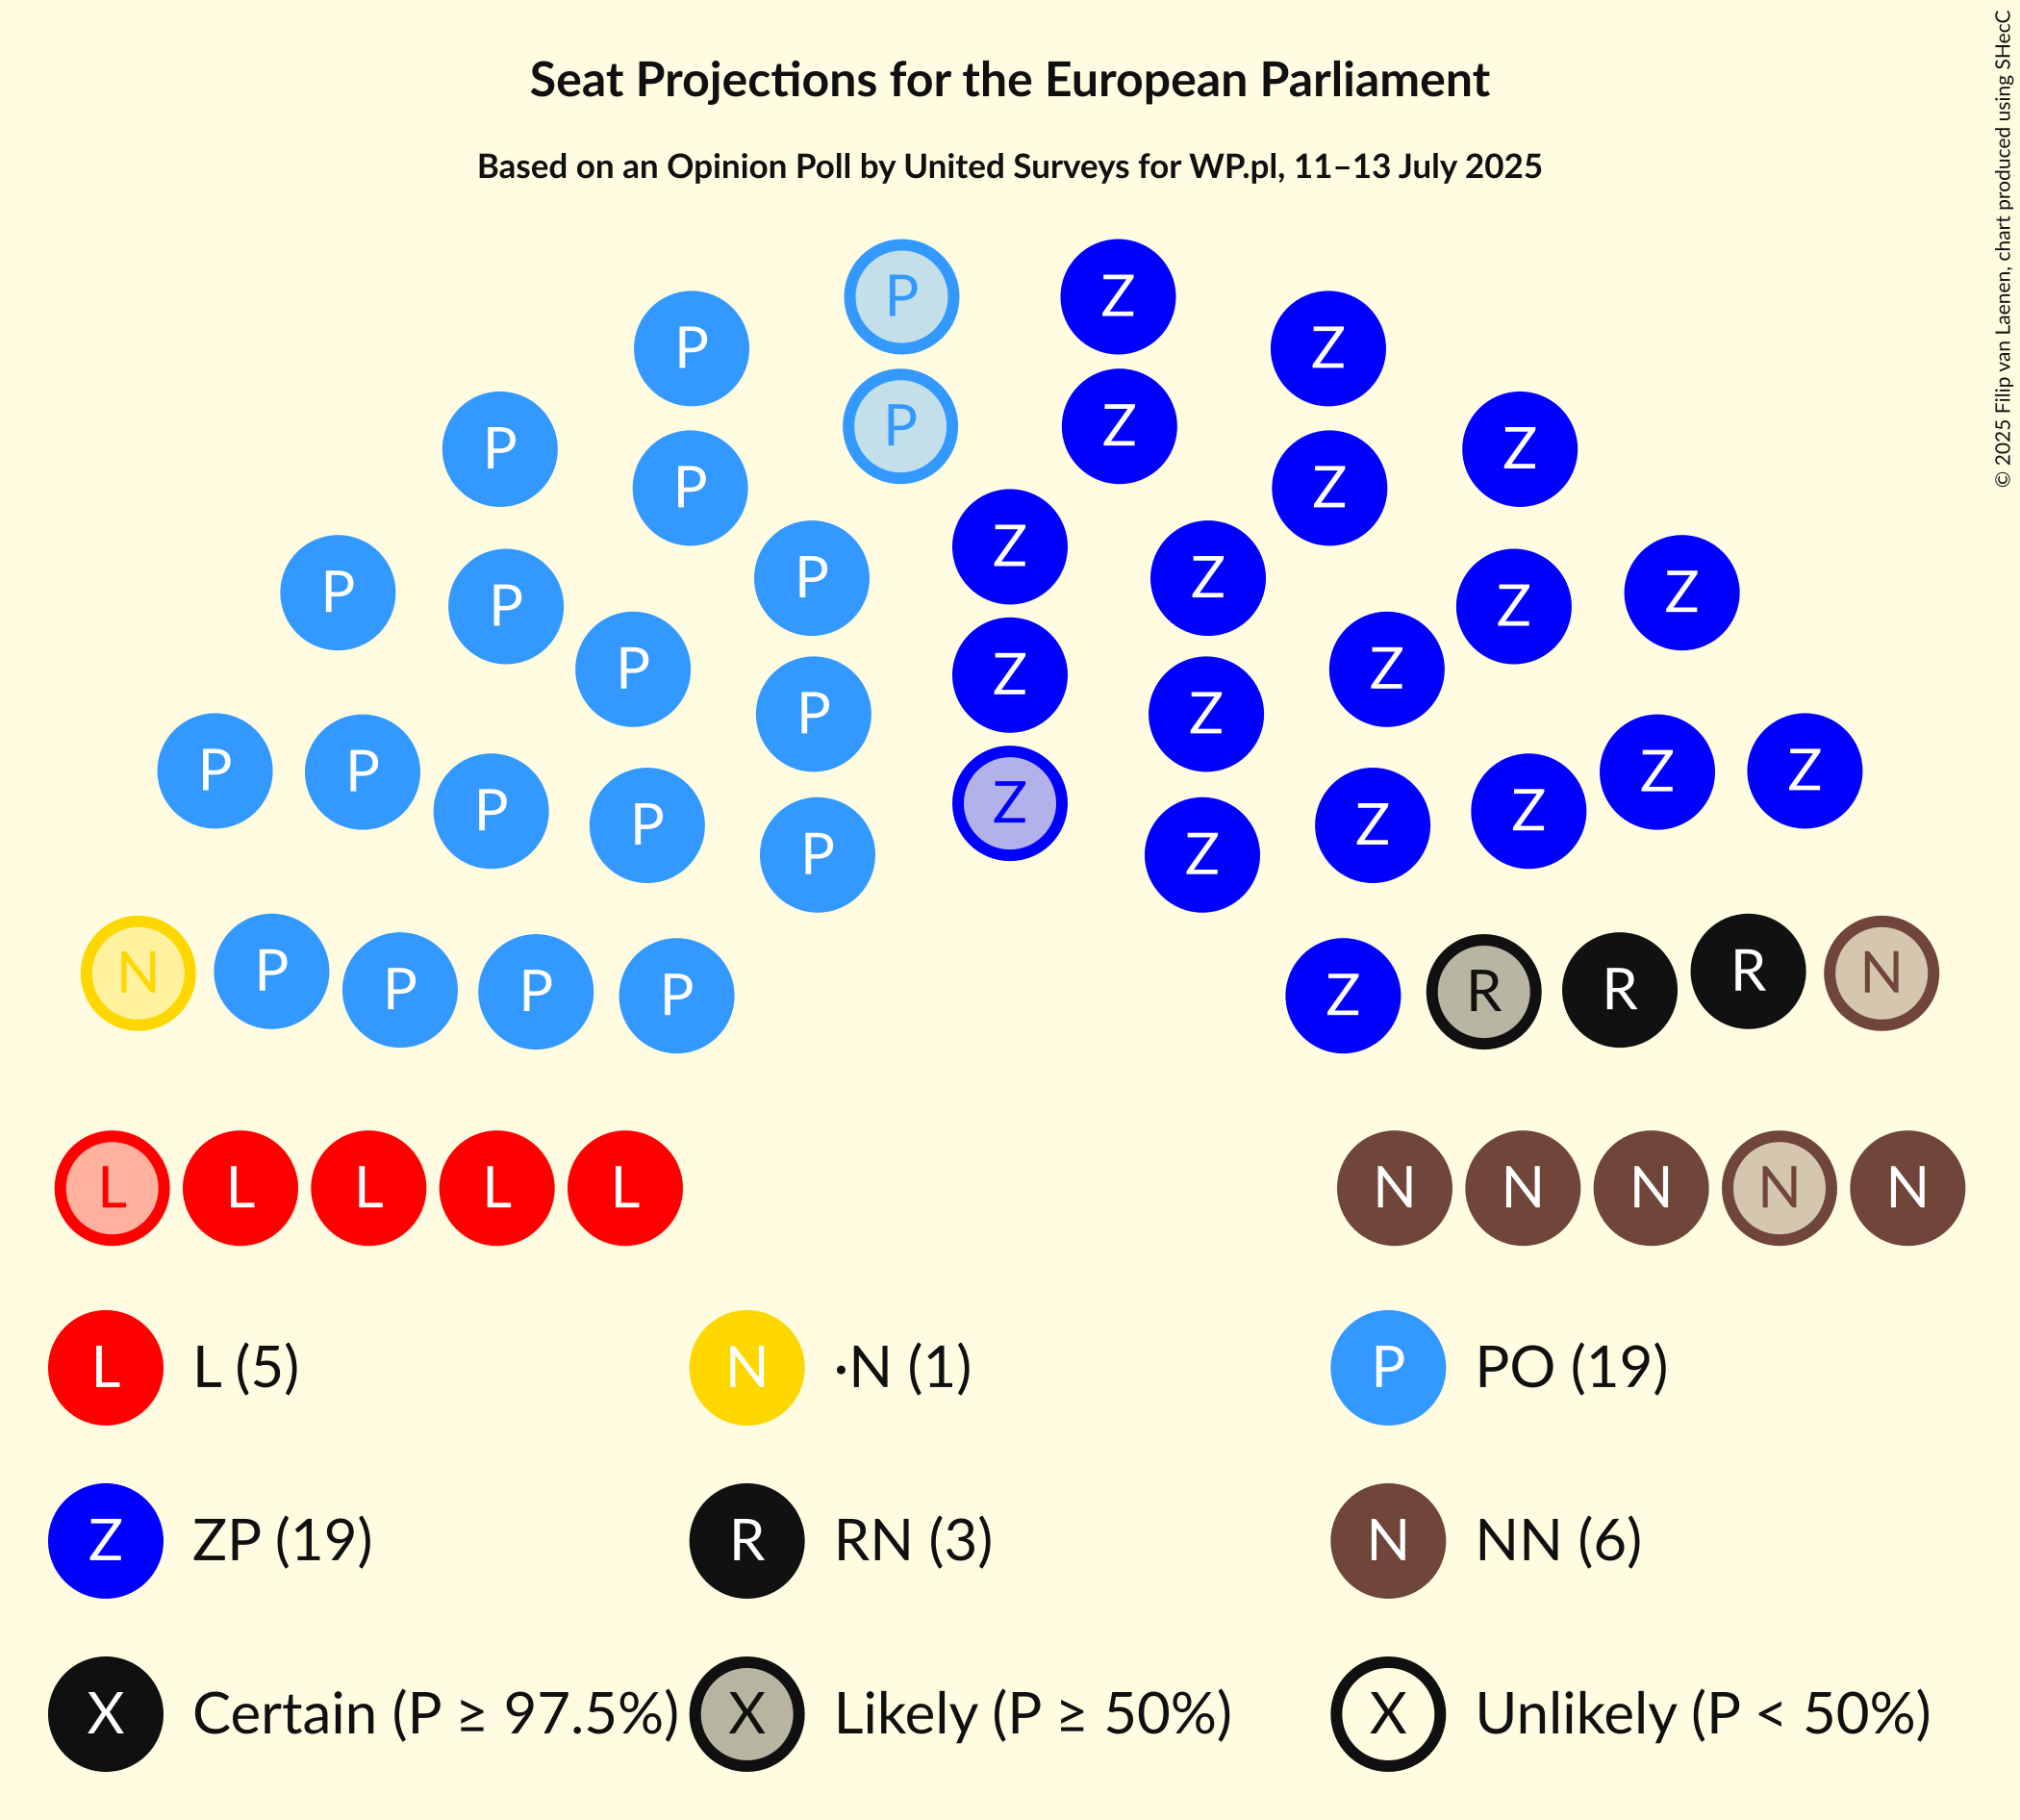 © 2025 Filip van Laenen, chart produced using SHecC
Seat Projections for the European Parliament
Based on an Opinion Poll by United Surveys for WP.pl, 11–13 July 2025
P Z
P Z
P Z
P Z
P Z
Z
P Z
P Z
P Z
P Z
Z
P Z
P P Z Z
Z
P Z
P Z
P Z
N P P P P Z R R R N
L L L L L N N N N N
L L (5) N ·N (1) P PO (19)
Z ZP (19) R RN (3) N NN (6)
X Certain (P ≥ 97.5%) X Likely (P ≥ 50%) X Unlikely (P < 50%)